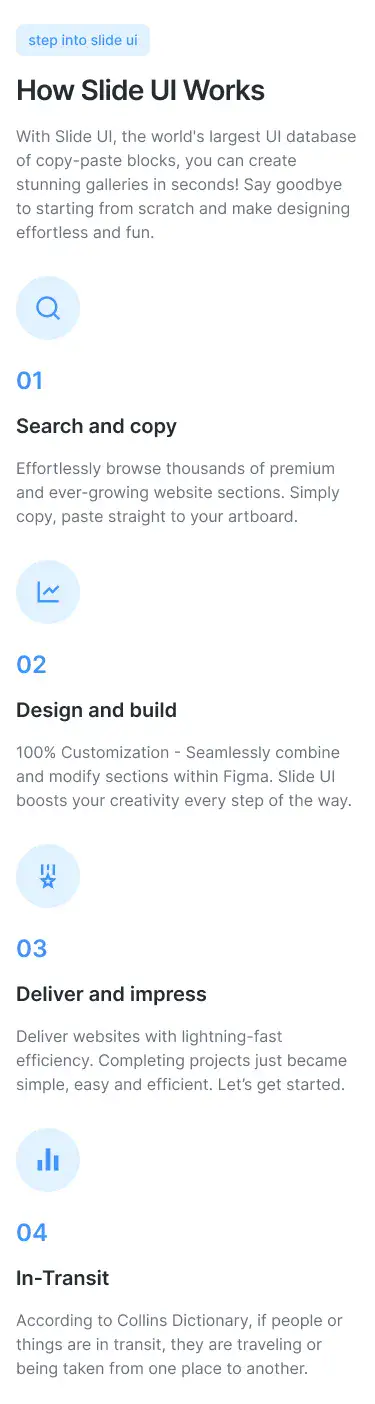 step into slide ui
How Slide UI Works
With Slide UI, the world's largest UI database
of copy-paste blocks, you can create
stunning galleries in seconds! Say goodbye
to starting from scratch and make designing
effortless and fun.
01
Search and copy
Effortlessly browse thousands of premium
and ever-growing website sections. Simply
copy, paste straight to your artboard.
02
Design and build
100% Customization - Seamlessly combine
and modify sections within Figma. Slide UI
boosts your creativity every step of the way.
03
Deliver and impress
Deliver websites with lightning-fast
efficiency. Completing projects just became
simple, easy and efficient. Let’s get started.
04
In-Transit
According to Collins Dictionary, if people or
things are in transit, they are traveling or
being taken from one place to another.